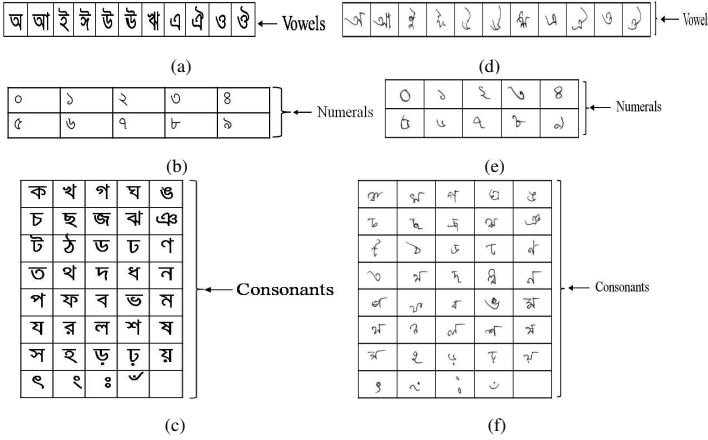 অ আ ই ঈ উ ঊ ঋ এ ঐ ও ঔ Vowels
(a)
০ ১ ২ ৩ ৪
৫ ৬ ৭ ৮ ৯
Numerals
(b)
ক খ গ ঘ ঙ
চ ছ জ ঝ ঞ
ট ঠ ড ঢ ণ
ত থ দ ধ ন
প ফ ব ভ ম
য র ল শ ষ
স হ ড় ঢ় য়
ৎ ং ঃ ঁ
Consonants
(c)
অ আ ই ঈ উ ঊ ঋ এ ঐ ও ঔ Vowel
(d)
০ ১ ২ ৩ ৪
৫ ৬ ৭ ৮ ৯
Numerals
(e)
ক খ গ ঘ ঙ
চ ছ জ ঝ ঞ
ট ঠ ড ঢ ণ
ত থ দ ধ ন
প ফ ব ভ ম
য র ল শ ষ
স হ ড় ঢ় য়
ৎ ং ঃ ঁ
Consonants
(f)